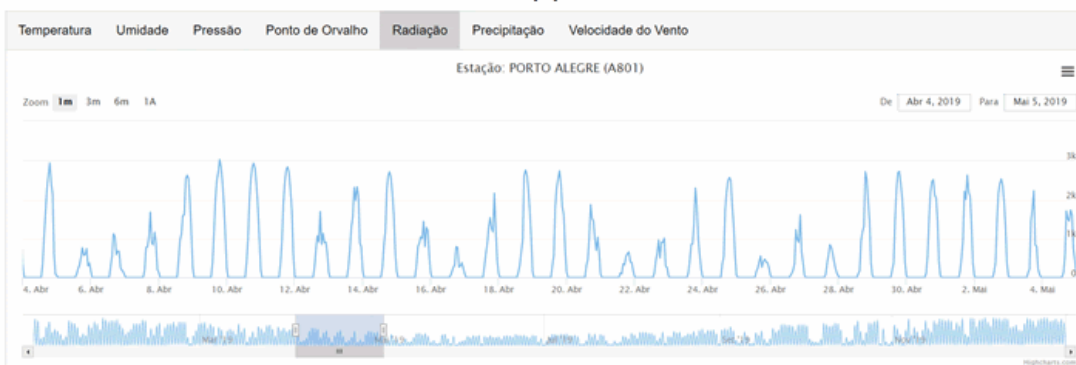 Temperatura Umidade Pressão Ponto de Orvalho Radiação Precipitação Velocidade do Vento
Estação: PORTO ALEGRE (A801)
Zoom 1m 3m 6m 1A De Abr 4, 2019 Para Mai 5, 2019
3k
2k
1k
0
4. Abr 6. Abr 8. Abr 10. Abr 12. Abr 14. Abr 16. Abr 18. Abr 20. Abr 22. Abr 24. Abr 26. Abr 28. Abr 30. Abr 2. Mai 4. Mai
Mar '19
Highcharts.com